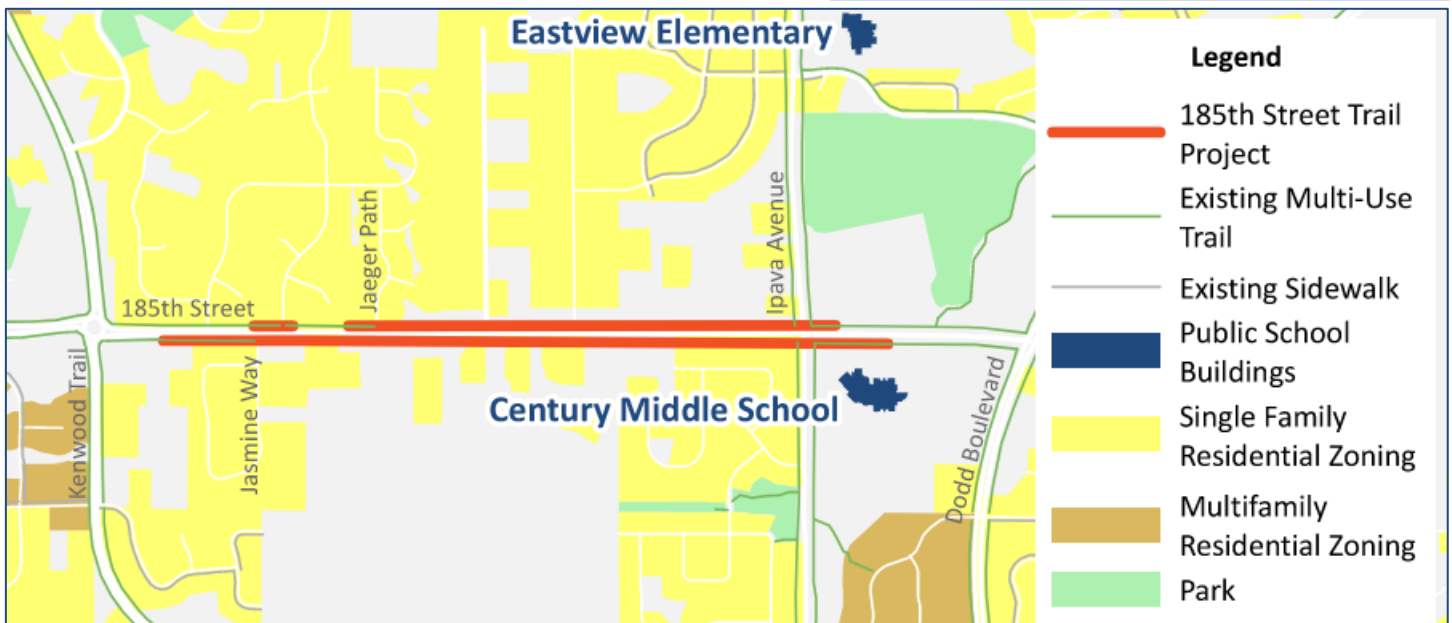 Eastview Elementary
Ipava Avenue
Jaeger Path
185th Street
Kenwood Trail
Jasmine Way
Century Middle School
Dodd Boulevard
Legend
185th Street Trail
Project
Existing Multi-Use
Trail
Existing Sidewalk
Public School
Buildings
Single Family
Residential Zoning
Multifamily
Residential Zoning
Park